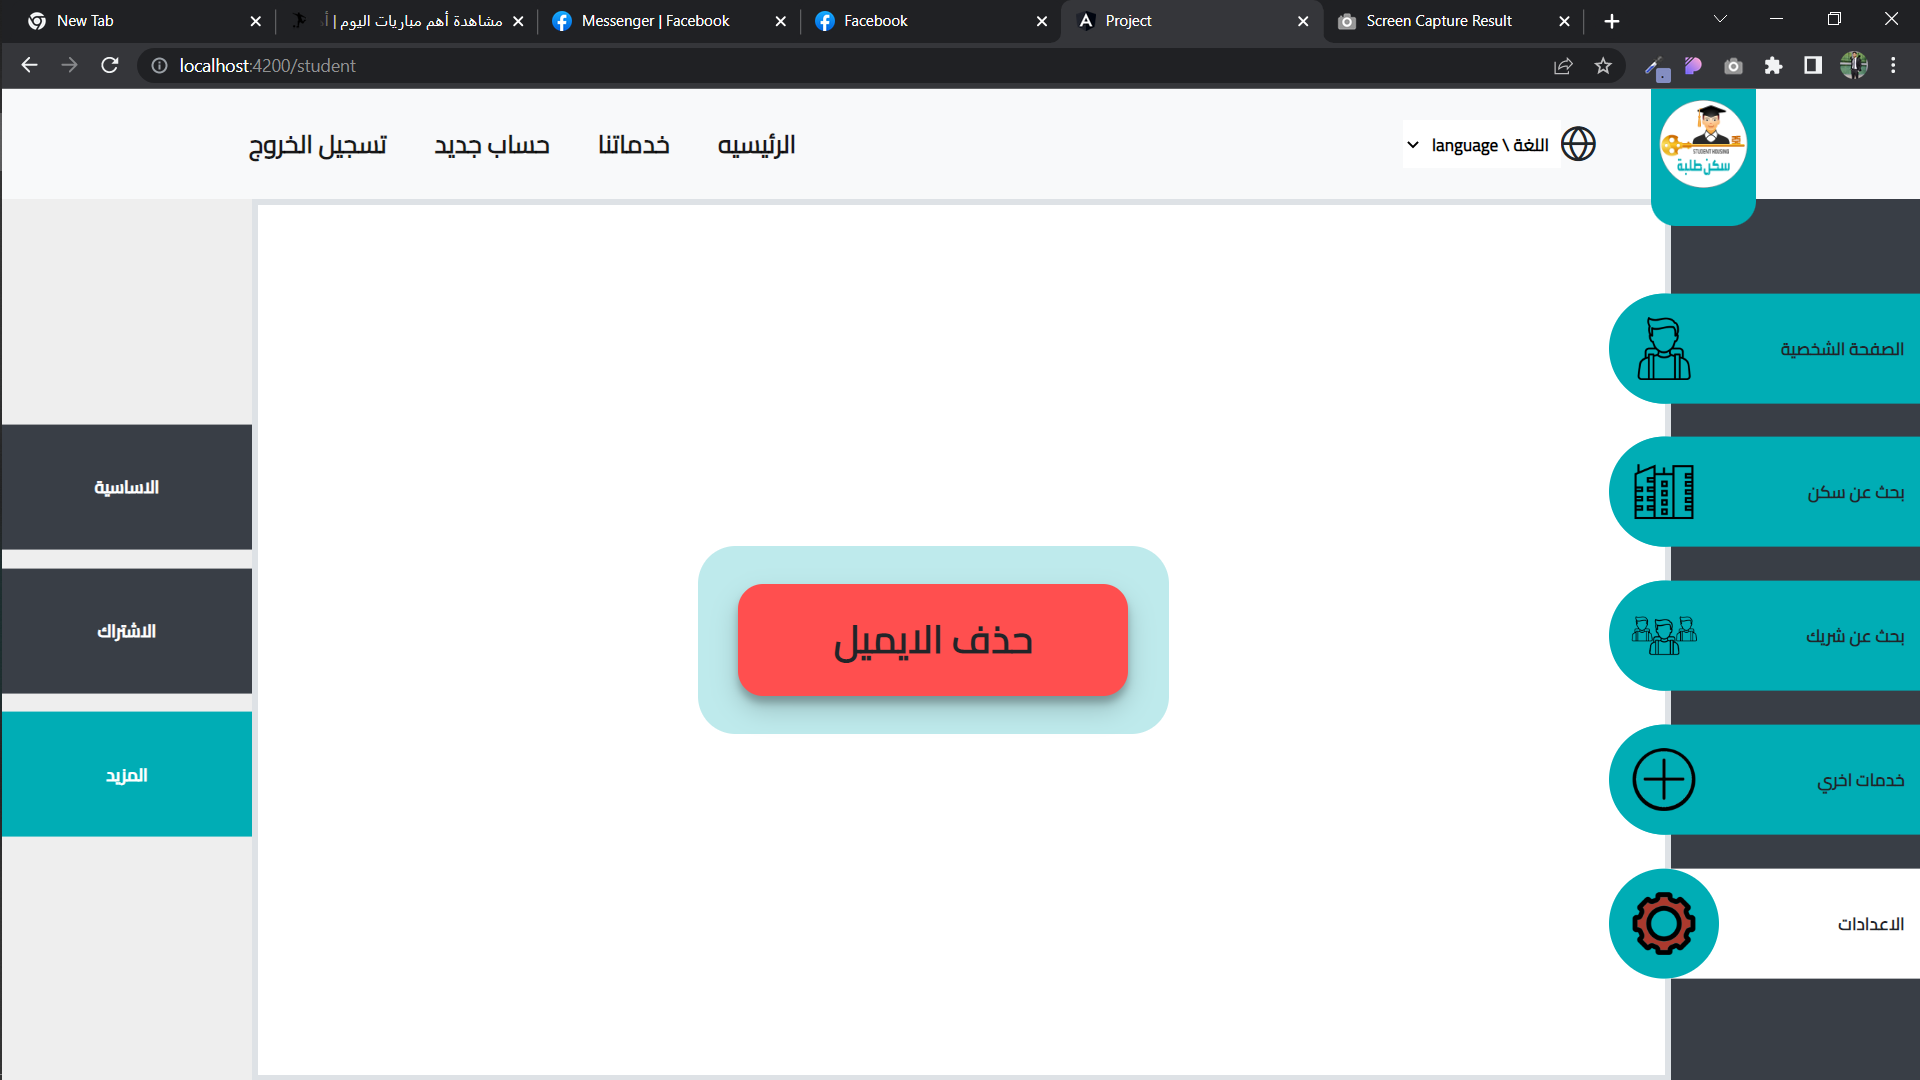 New Tab
مشاهدة أهم مباريات اليوم | أ
Messenger | Facebook
Facebook
Project
Screen Capture Result
localhost:4200/student
الرئيسيه
خدماتنا
حساب جديد
تسجيل الخروج
اللغة \ language
STUDENT HOUSING
سكن طلبة
الصفحة الشخصية
بحث عن سكن
بحث عن شريك
خدمات اخري
الاعدادات
حذف الايميل
الاساسية
الاشتراك
المزيد